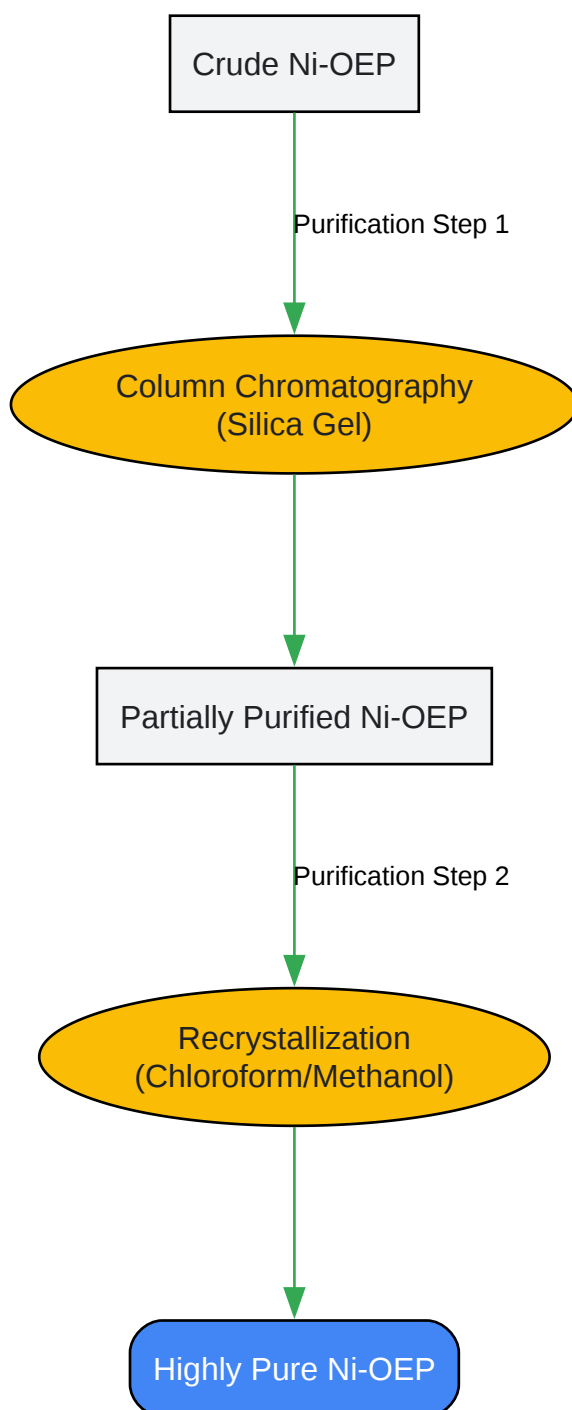 Crude Ni-OEP
Purification Step 1
Column Chromatography
(Silica Gel)
Partially Purified Ni-OEP
Purification Step 2
Recrystallization
(Chloroform/Methanol)
Highly Pure Ni-OEP